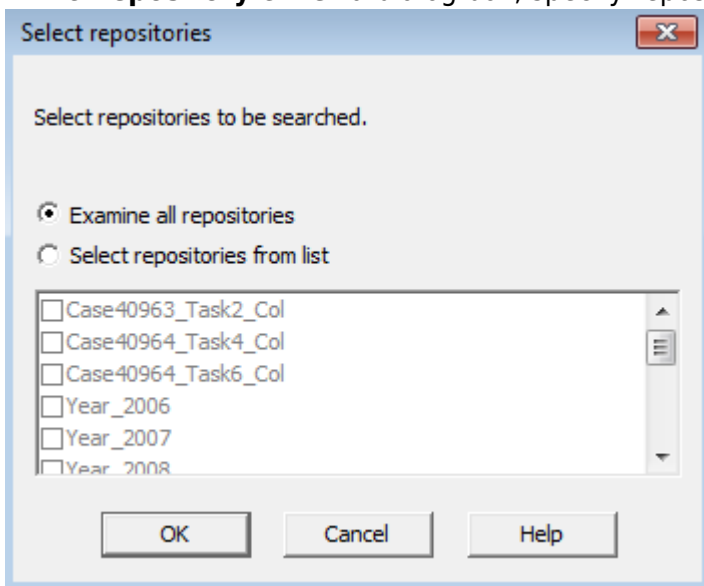 Select repositories
Select repositories to be searched.
Examine all repositories
Select repositories from list
Case40963_Task2_Col
Case40964_Task4_Col
Case40964_Task6_Col
Year_2006
Year_2007
Year_2008
OK Cancel Help